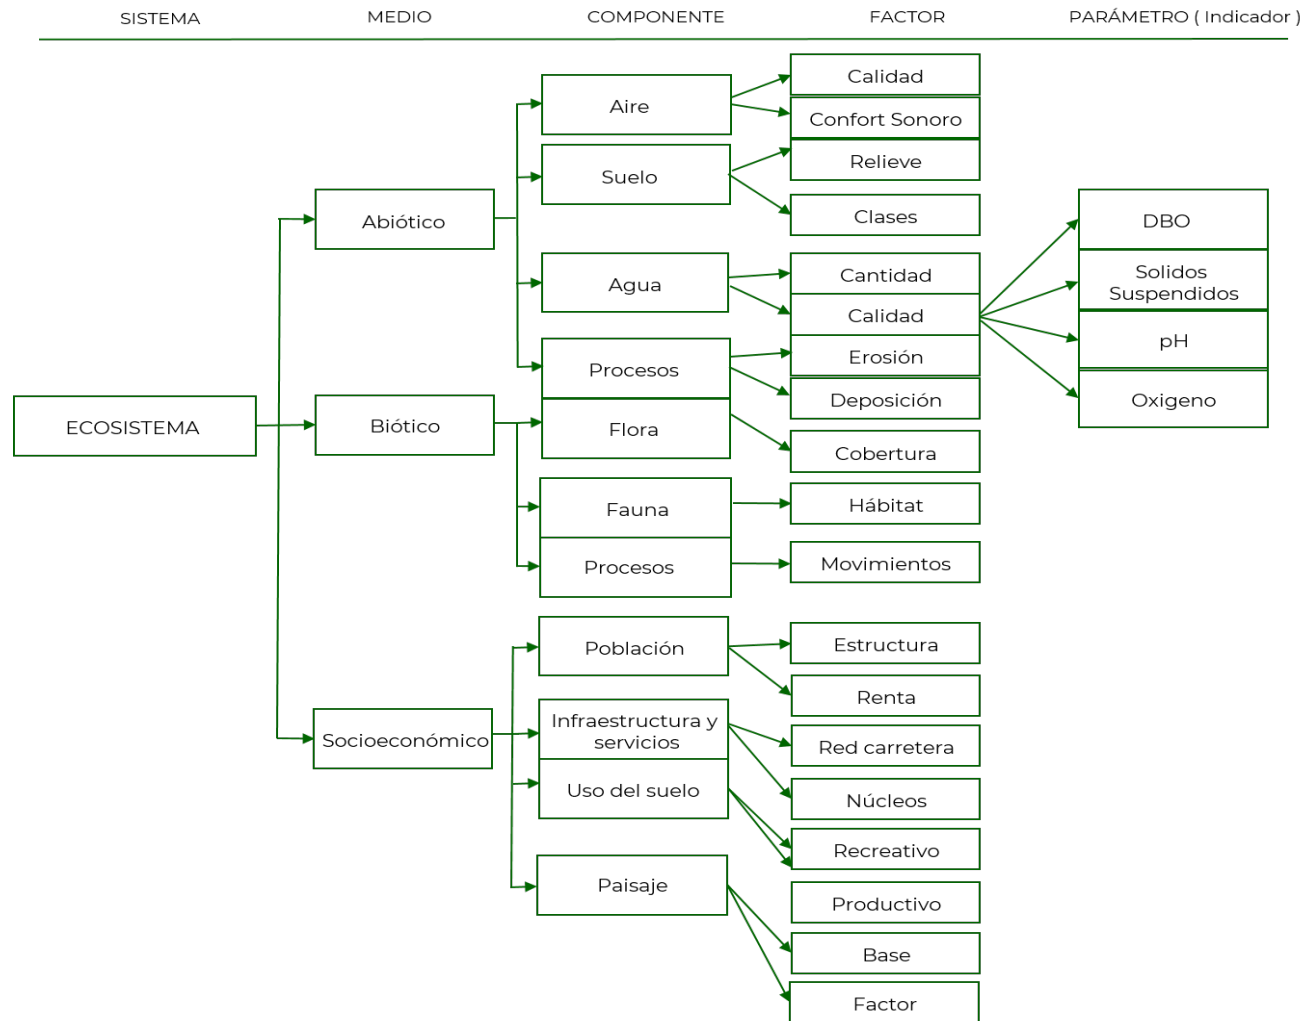 SISTEMA
MEDIO
COMPONENTE
FACTOR
PARÁMETRO ( Indicador )
ECOSISTEMA
Abiótico
Biótico
Socioeconómico
Aire
Suelo
Agua
Procesos
Flora
Fauna
Procesos
Población
Infraestructura y
servicios
Uso del suelo
Paisaje
Calidad
Confort Sonoro
Relieve
Clases
Cantidad
Calidad
Erosión
Deposición
Cobertura
Hábitat
Movimientos
Estructura
Renta
Red carretera
Núcleos
Recreativo
Productivo
Base
Factor
DBO
Solidos
Suspendidos
pH
Oxigeno